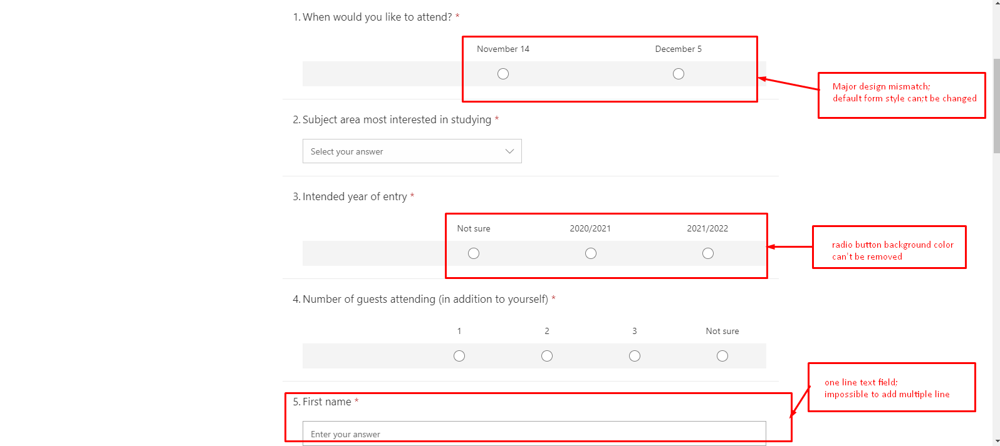 1. When would you like to attend? *
November 14 December 5
Major design mismatch;
default form style can;t be changed
2. Subject area most interested in studying *
Select your answer
3. Intended year of entry *
Not sure 2020/2021 2021/2022
radio button background color
can't be removed
4. Number of guests attending (in addition to yourself) *
1 2 3 Not sure
one line text field;
impossible to add multiple line
5. First name *
Enter your answer